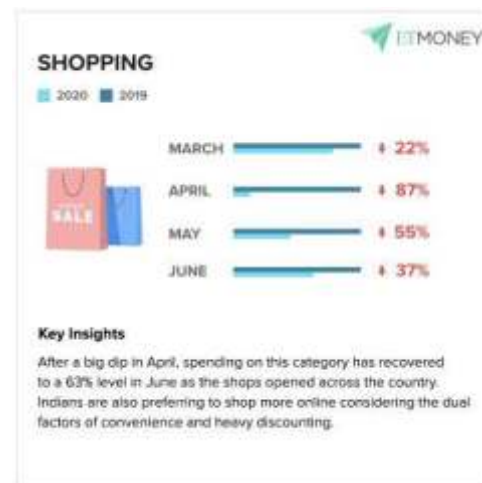 ETMONEY
SHOPPING
2020 2019
MARCH 22%
SALE
APRIL 87%
MAY 55%
JUNE 37%
Key Insights
After a big dip in April, spending on this category has recovered
to a 63% level in June as the shops opened across the country.
Indians are also preferring to shop more online considering the dual
factors of convenience and heavy discounting.